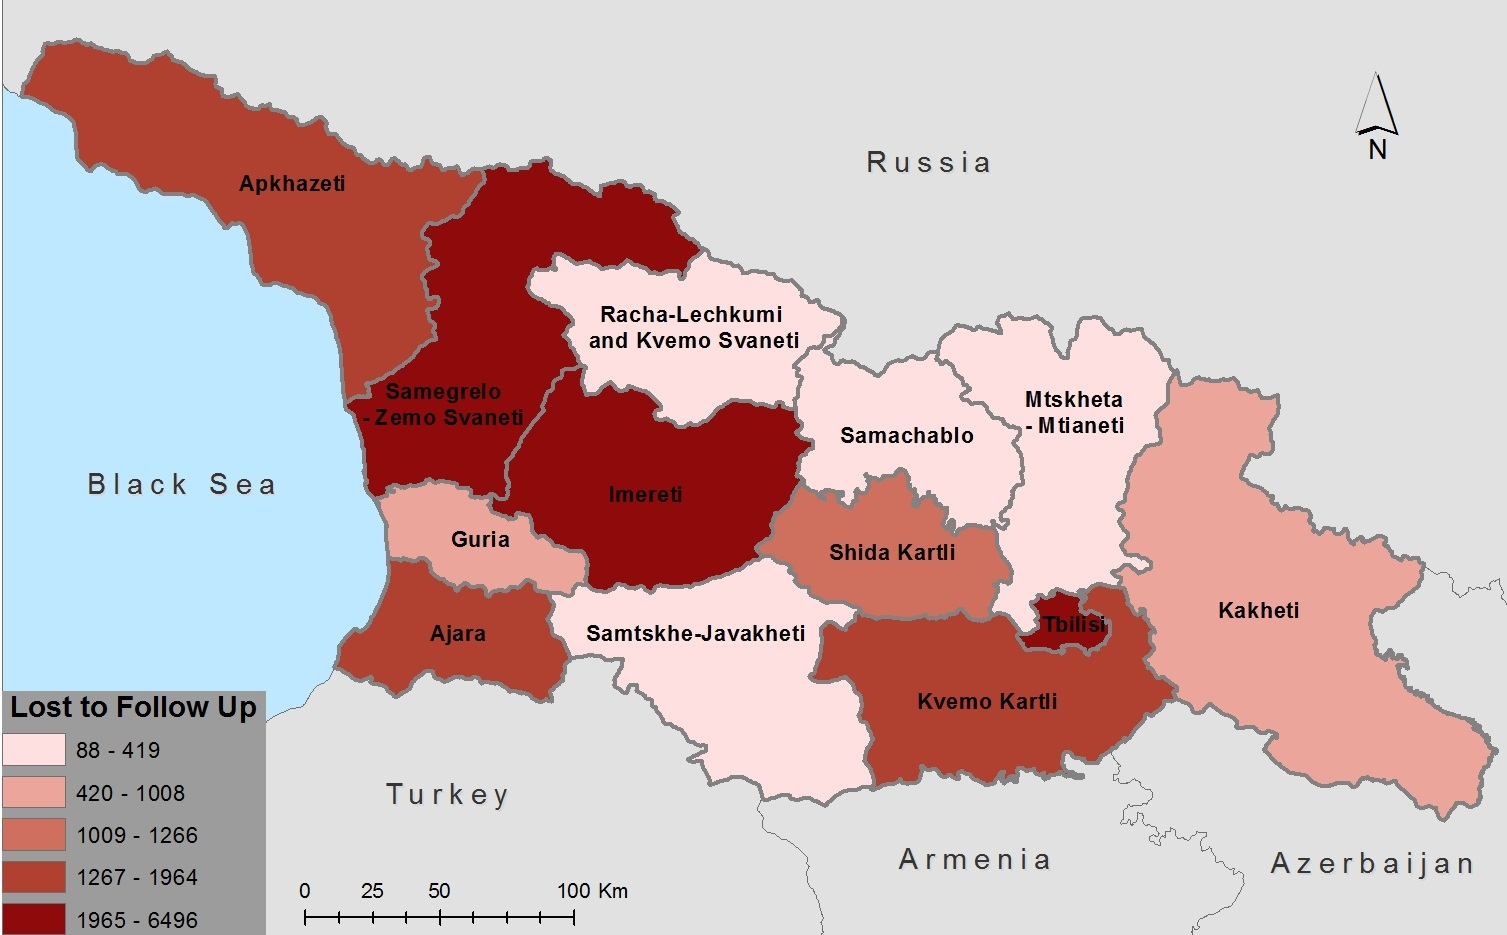 Russia
N
Apkhazeti
Racha-Lechkumi
and Kvemo Svaneti
Samegrelo
- Zemo Svaneti
Mtskheta
- Mtianeti
Samachablo
Black Sea
Imereti
Guria
Shida Kartli
Kakheti
Ajara
Samtskhe-Javakheti
Tbilisi
Kvemo Kartli
Lost to Follow Up
88 - 419
420 - 1008
1009 - 1266
1267 - 1964
1965 - 6496
Turkey
Armenia
Azerbaijan
0 25 50 100 Km